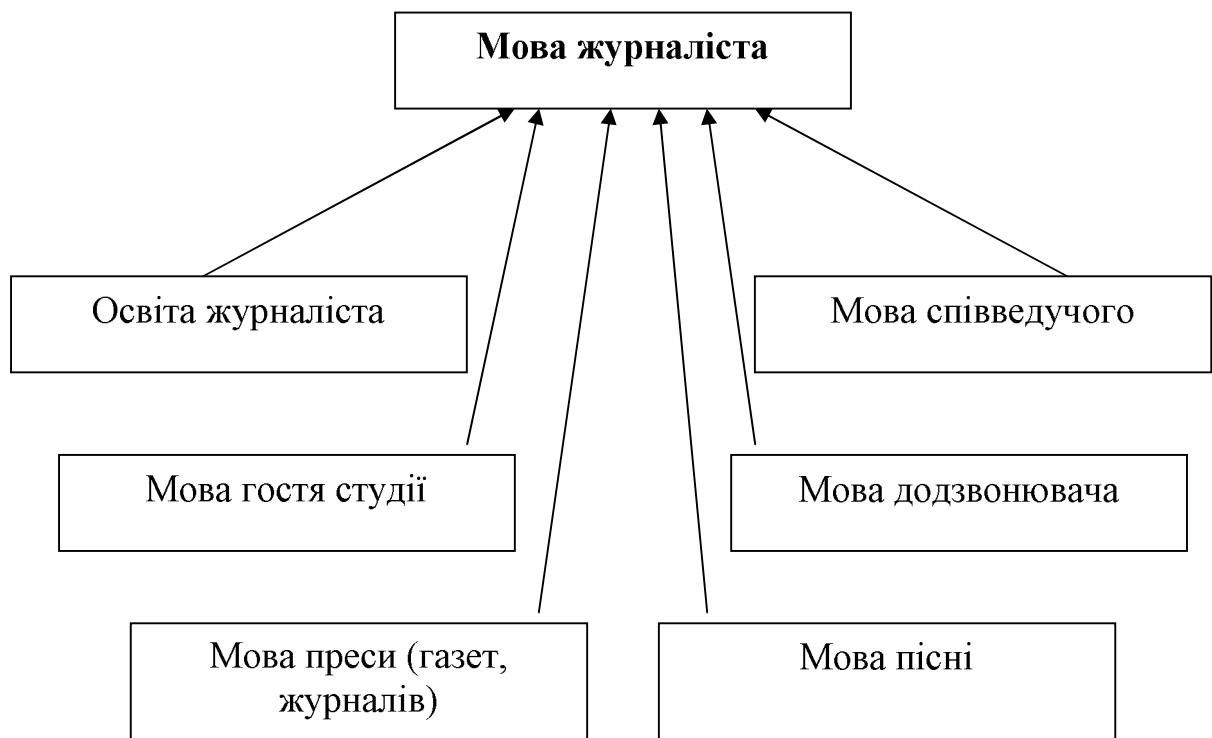 Мова журналіста
Освіта журналіста
Мова співведучого
Мова гостя студії
Мова додзвонювача
Мова преси (газет,
журналів)
Мова пісні